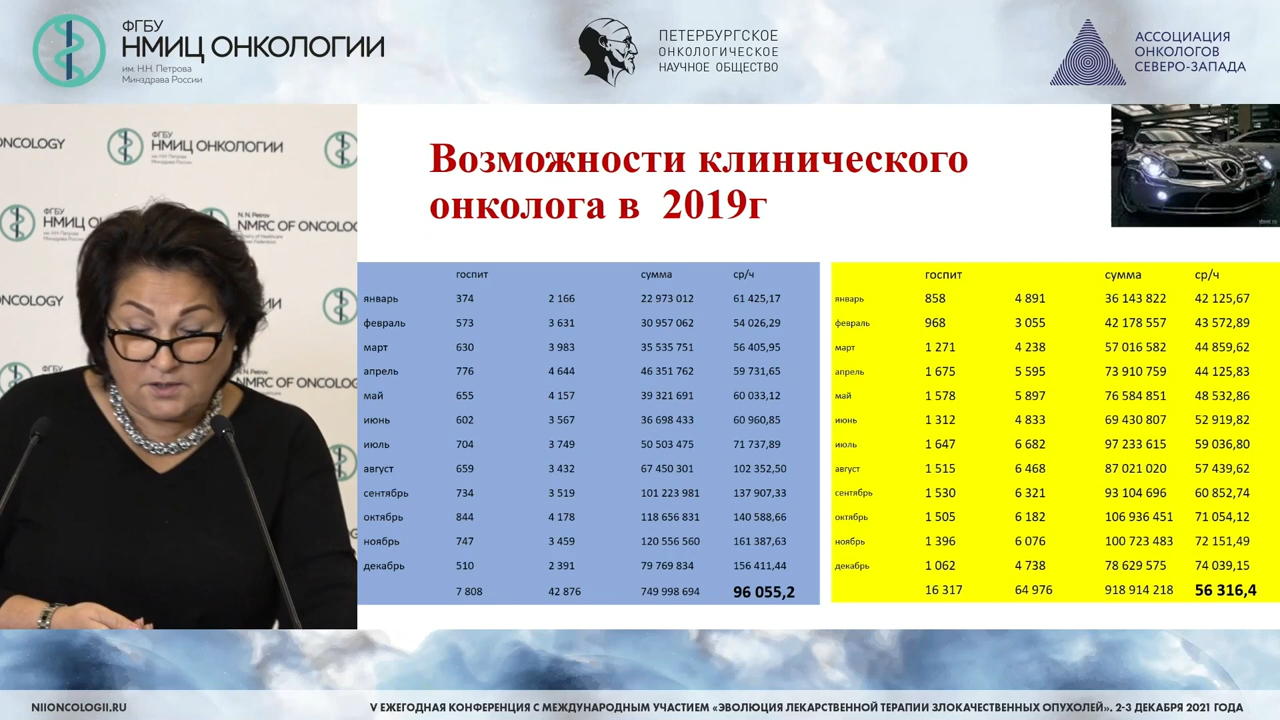 ФГБУ
НМИЦ ОНКОЛОГИИ
им. Н.Н. Петрова
Минздрава России
ПЕТЕРБУРГСКОЕ
ОНКОЛОГИЧЕСКОЕ
НАУЧНОЕ ОБЩЕСТВО
АССОЦИАЦИЯ
ОНКОЛОГОВ
СЕВЕРО-ЗАПАДА
ONCOLOGY
ФГБУ
НМИЦ ОНКОЛОГИИ
ФГБУ
НМИЦ О
N.N. Petrov
NMRC OF ONCOLO
ONCOLOGY
ИИ
ФГБУ
NMRC OF ONCOLOG
Возможности клинического
онколога в 2019г
госпит сумма ср/ч
январь 374 2 166 22 973 012 61 425,17
февраль 573 3 631 30 957 062 54 026,29
март 630 3 983 35 535 751 56 405,95
апрель 776 4 644 46 351 762 59 731,65
май 655 4 157 39 321 691 60 033,12
июнь 602 3 567 36 698 433 60 960,85
июль 704 3 749 50 503 475 71 737,89
август 659 3 432 67 450 301 102 352,50
сентябрь 734 3 519 101 223 981 137 907,33
октябрь 844 4 178 118 656 831 140 588,66
ноябрь 747 3 459 120 556 560 161 387,63
декабрь 510 2 391 79 769 834 156 411,44
7 808 42 876 749 998 694 96 055,2
госпит сумма ср/ч
январь 858 4 891 36 143 822 42 125,67
февраль 968 3 055 42 178 557 43 572,89
март 1 271 4 238 57 016 582 44 859,62
апрель 1 675 5 595 73 910 759 44 125,83
май 1 578 5 897 76 584 851 48 532,86
июнь 1 312 4 833 69 430 807 52 919,82
июль 1 647 6 682 97 233 615 59 036,80
август 1 515 6 468 87 021 020 57 439,62
сентябрь 1 530 6 321 93 104 696 60 852,74
октябрь 1 505 6 182 106 936 451 71 054,12
ноябрь 1 396 6 076 100 723 483 72 151,49
декабрь 1 062 4 738 78 629 575 74 039,15
16 317 64 976 918 914 218 56 316,4
NIIONCOLOGII.RU
V ЕЖЕГОДНАЯ КОНФЕРЕНЦИЯ С МЕЖДУНАРОДНЫМ УЧАСТИЕМ «ЭВОЛЮЦИЯ ЛЕКАРСТВЕННОЙ ТЕРАПИИ ЗЛОКАЧЕСТВЕННЫХ ОПУХОЛЕЙ». 2-3 ДЕКАБРЯ 2021 ГОДА